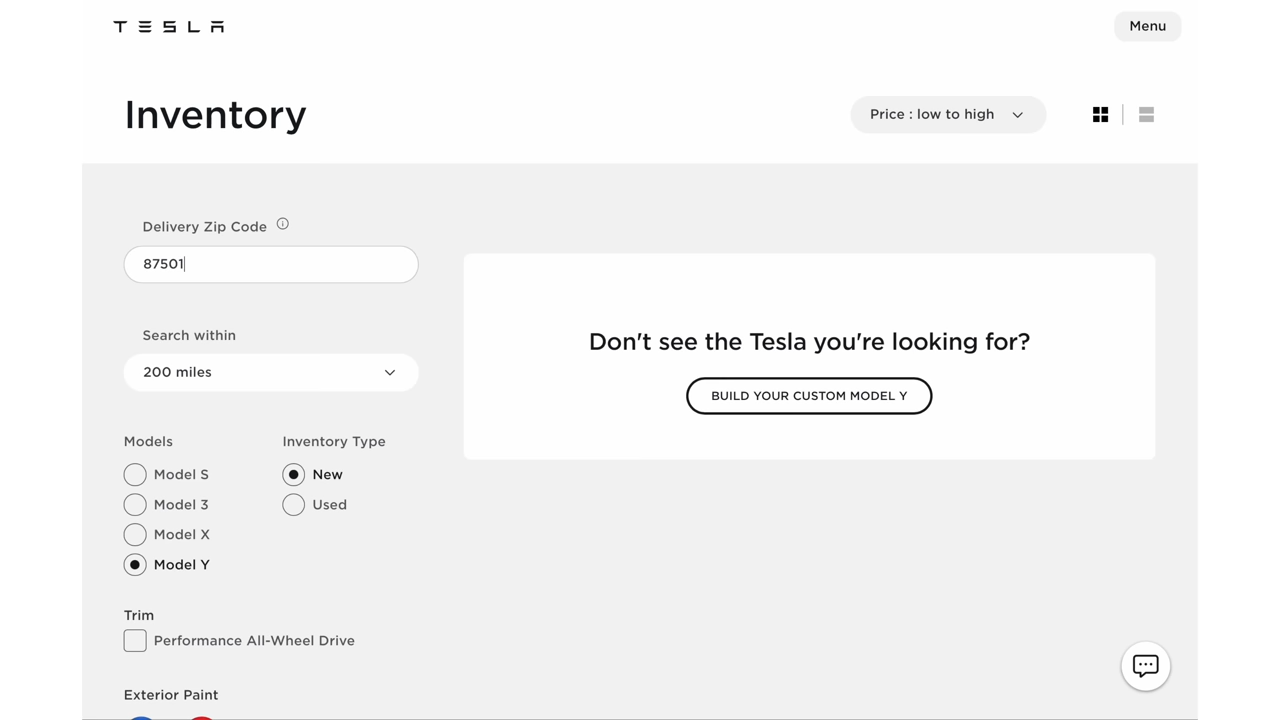 TESLA
Menu
Inventory
Price : low to high
Delivery Zip Code
87501
Search within
200 miles
Models
Model S
Model 3
Model X
Model Y
Inventory Type
New
Used
Trim
Performance All-Wheel Drive
Exterior Paint
Don't see the Tesla you're looking for?
BUILD YOUR CUSTOM MODEL Y